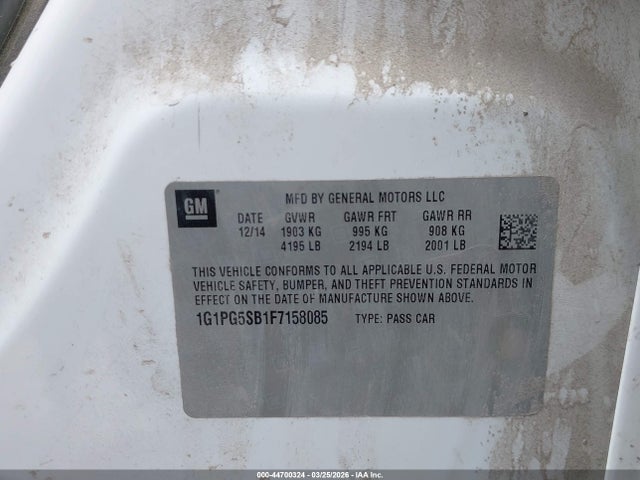 GM
MFD BY GENERAL MOTORS LLC
DATE GVWR GAWR FRT GAWR RR
12/14 1903 KG 995 KG 908 KG
4195 LB 2194 LB 2001 LB
THIS VEHICLE CONFORMS TO ALL APPLICABLE U.S. FEDERAL MOTOR
VEHICLE SAFETY, BUMPER, AND THEFT PREVENTION STANDARDS IN
EFFECT ON THE DATE OF MANUFACTURE SHOWN ABOVE.
1G1PG5SB1F7158085 TYPE: PASS CAR
000-44700324 - 03/25/2026 - IAAI.COM